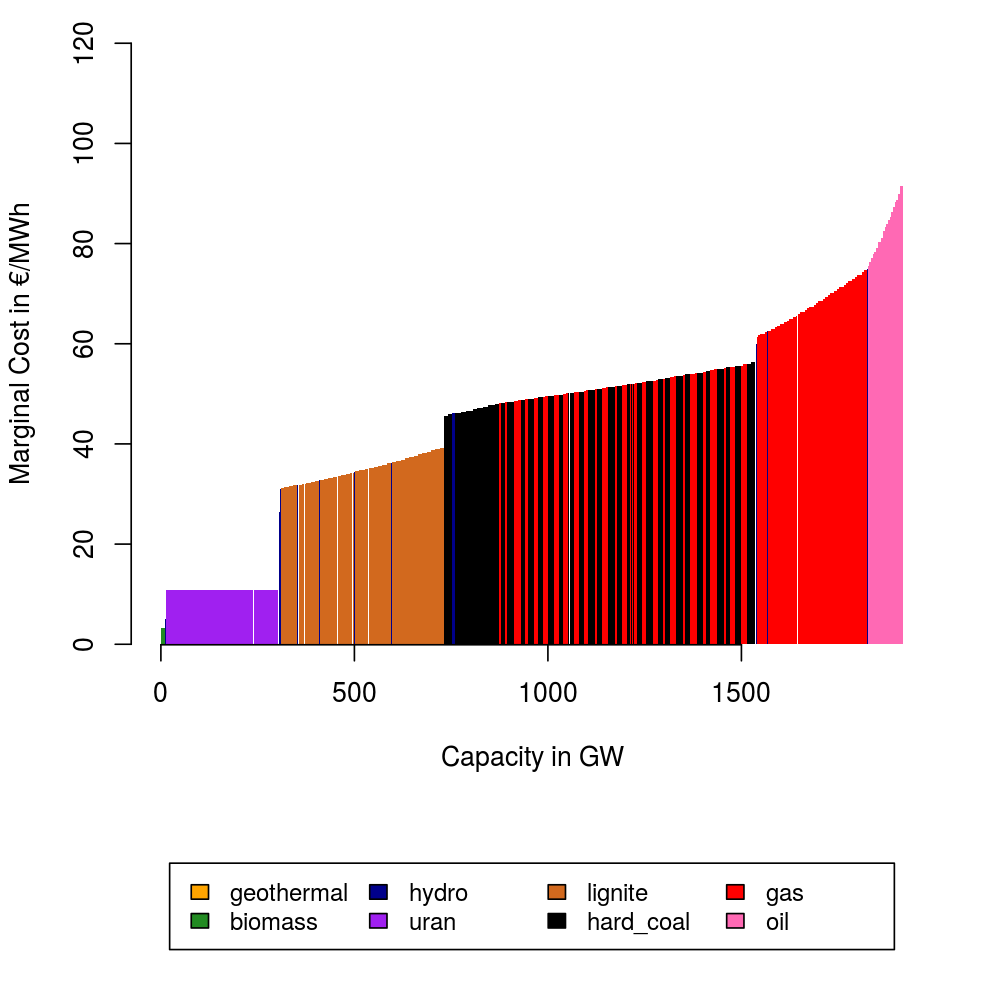 120
100
80
60
40
20
0
Marginal Cost in €/MWh
0 500 1000 1500
Capacity in GW
geothermal hydro lignite gas
biomass uran hard_coal oil